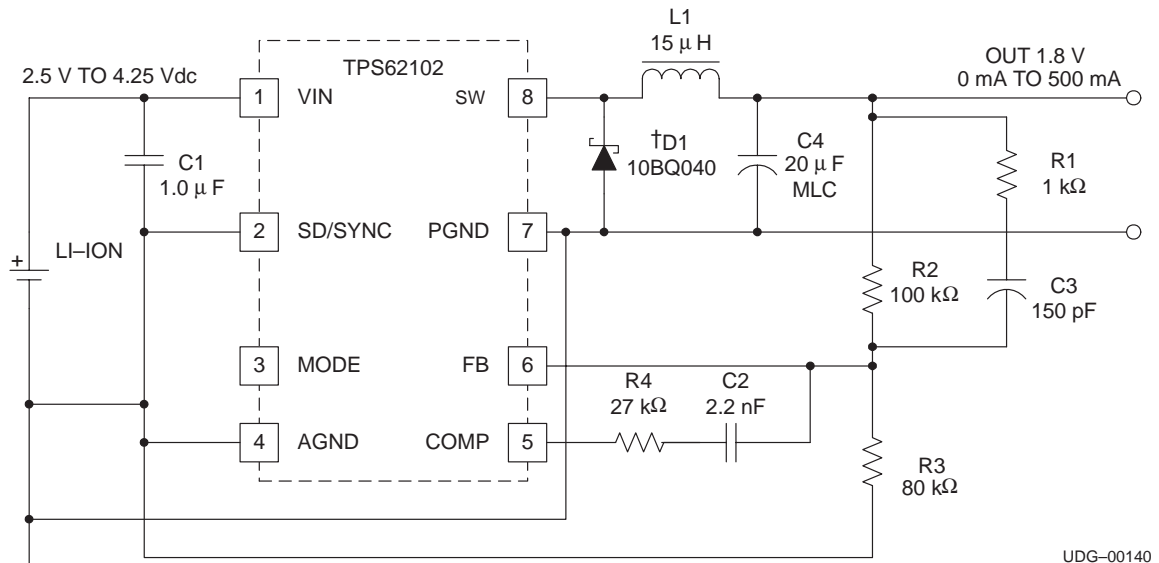 L1
15 μ H
OUT 1.8 V
0 mA TO 500 mA
2.5 V TO 4.25 Vdc
TPS62102
1 VIN
SW 8
C1
1.0 μ F
†D1
10BQ040
C4
20 μ F
MLC
R1
1 kΩ
2 SD/SYNC
PGND 7
LI–ION
+
R2
100 kΩ
C3
150 pF
3 MODE
FB 6
R4
27 kΩ
C2
2.2 nF
4 AGND
COMP 5
R3
80 kΩ
UDG–00140